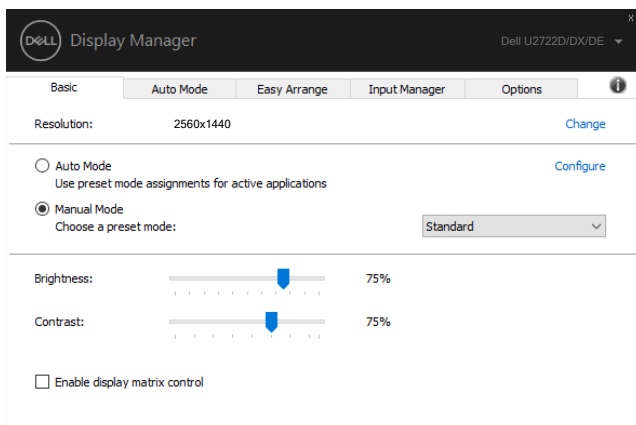 DELL Display Manager Dell U2722D/DX/DE
Basic Auto Mode Easy Arrange Input Manager Options
Resolution: 2560x1440 Change
Auto Mode Configure
Use preset mode assignments for active applications
Manual Mode
Choose a preset mode: Standard
Brightness: 75%
Contrast: 75%
Enable display matrix control